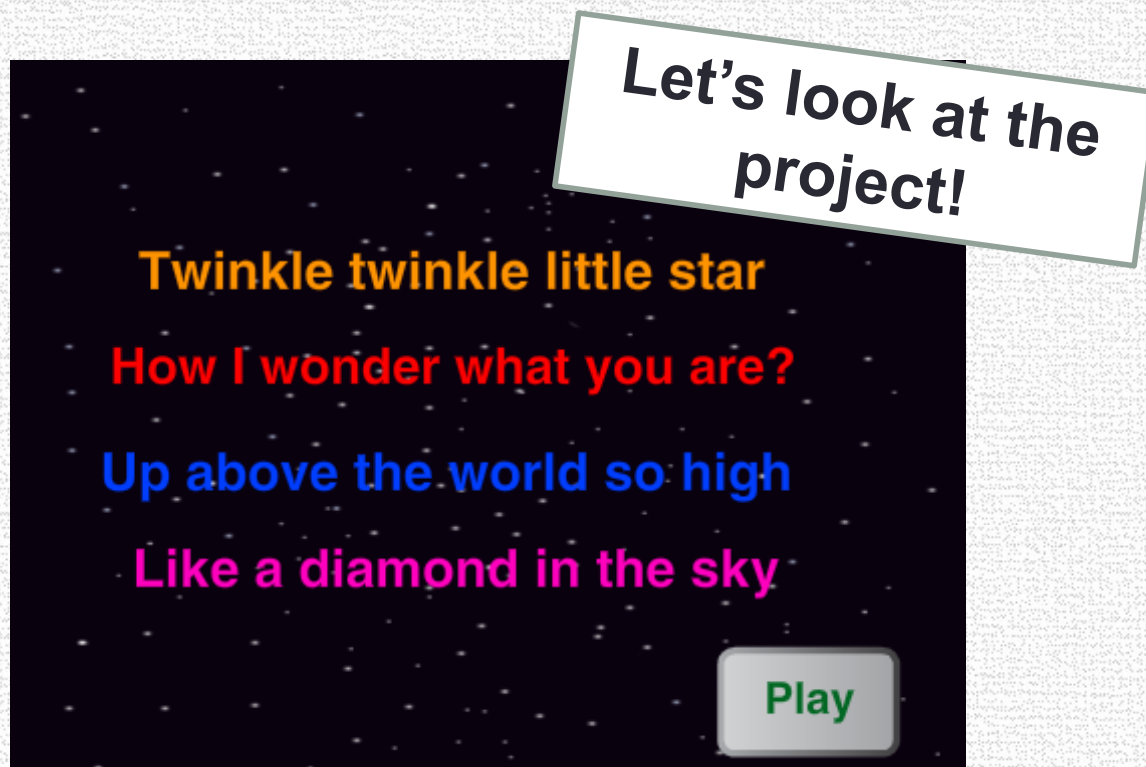 Let’s look at the
project!
Twinkle twinkle little star
How I wonder what you are?
Up above the world so high
Like a diamond in the sky
Play